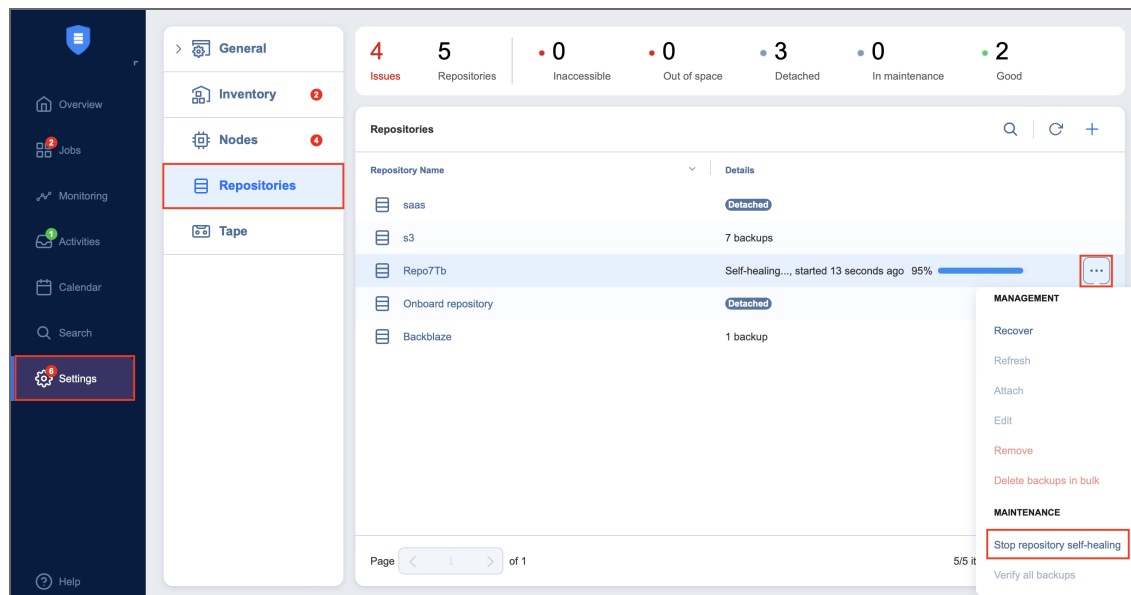 Overview
2
Jobs
Monitoring
1
Activities
Calendar
Search
6
Settings
Help
General
Inventory 2
Nodes 4
Repositories
Tape
4 5 0 0 3 0 2
Issues Repositories Inaccessible Out of space Detached In maintenance Good
Repositories
Repository Name Details
saas Detached
s3 7 backups
Repo7Tb Self-healing..., started 13 seconds ago 95% ...
Onboard repository Detached
Backblaze 1 backup
MANAGEMENT
Recover
Refresh
Attach
Edit
Remove
Delete backups in bulk
MAINTENANCE
Stop repository self-healing
Verify all backups
Page 1 of 1 5/5 it